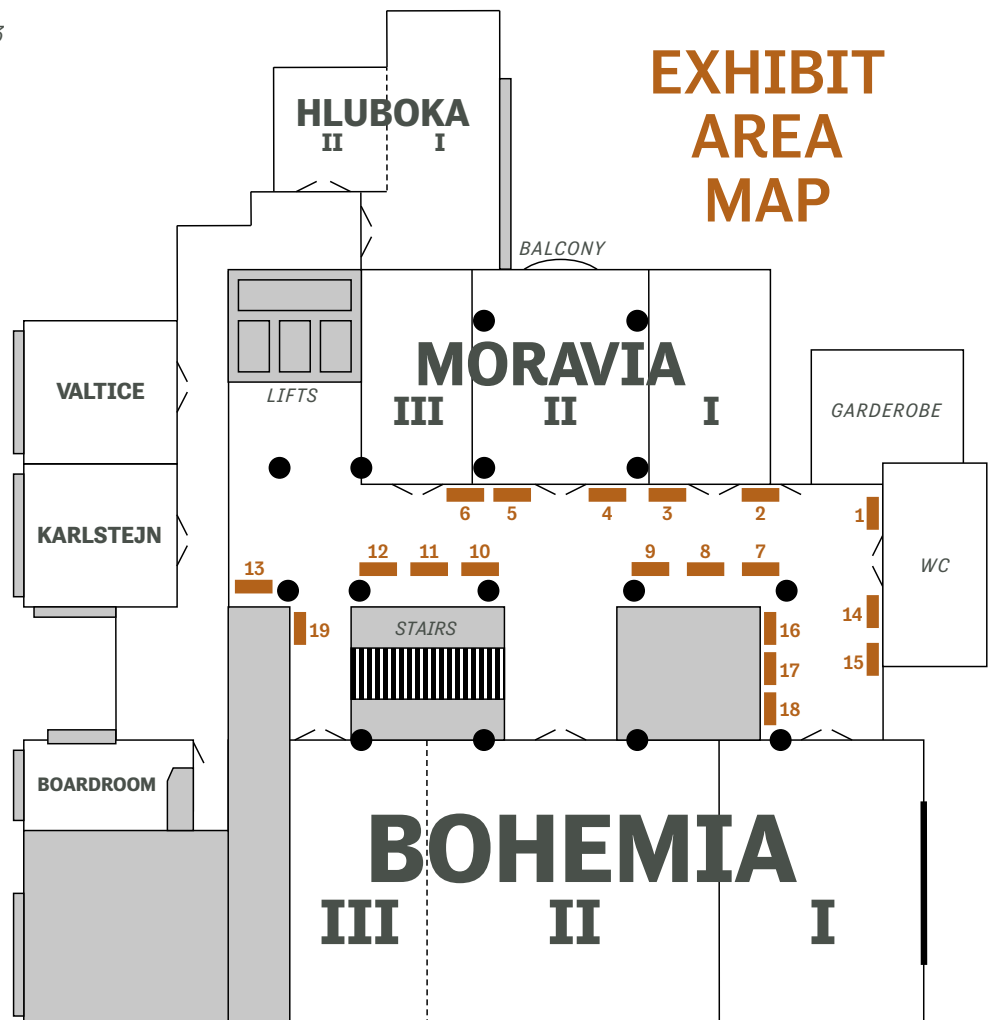 EXHIBIT
AREA
MAP
HLUBOKA
II I
BALCONY
MORAVIA
III II I
LIFTS
VALTICE
GARDEROBE
KARLSTEJN
WC
6 5 4 3 2 1
13 12 11 10 9 8 7
14
15
19
STAIRS
16
17
18
BOARDROOM
BOHEMIA
III II I